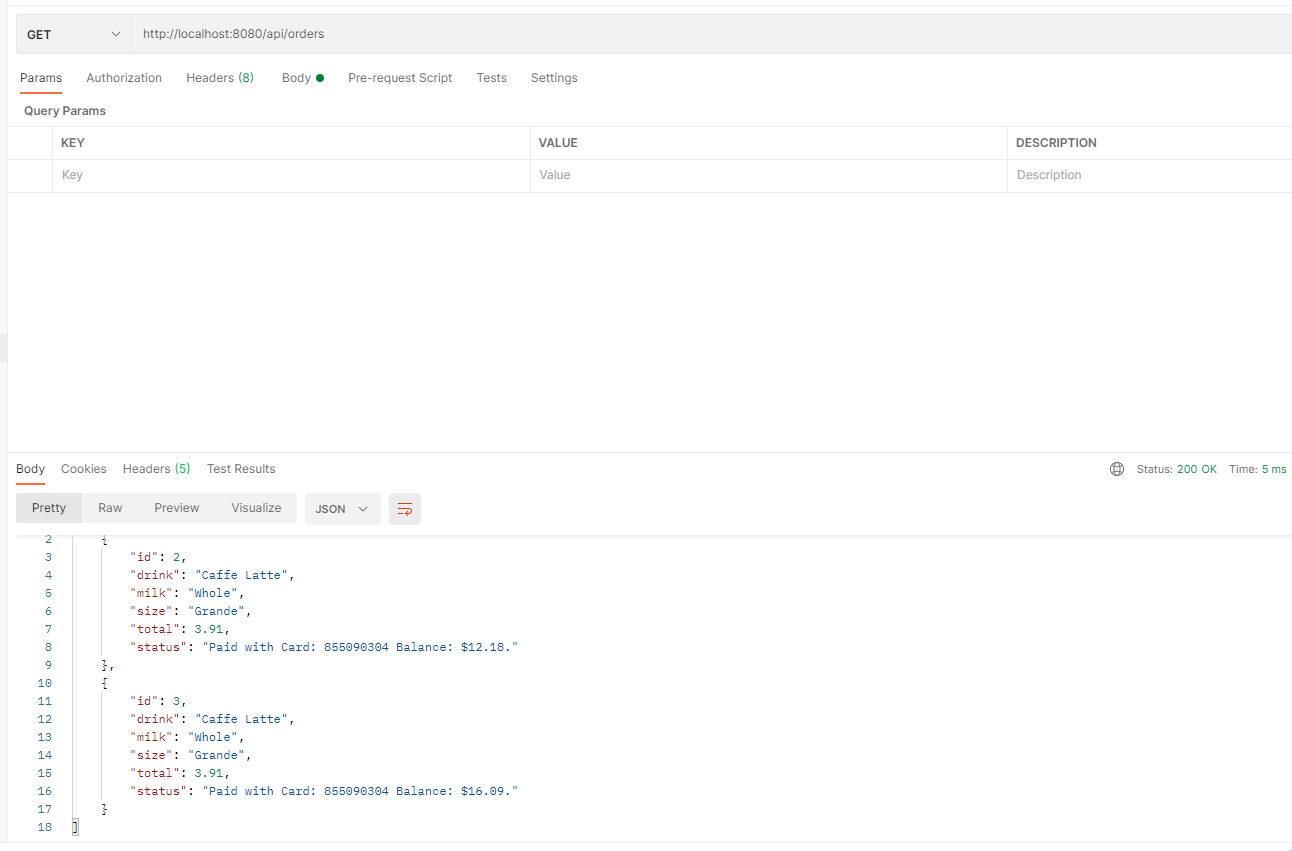 GET http://localhost:8080/api/orders
Params Authorization Headers (8) Body Pre-request Script Tests Settings
Query Params
KEY VALUE DESCRIPTION
Key Value Description
Body Cookies Headers (5) Test Results Status: 200 OK Time: 5 ms
Pretty Raw Preview Visualize JSON
2 {
3 "id": 2,
4 "drink": "Caffe Latte",
5 "milk": "Whole",
6 "size": "Grande",
7 "total": 3.91,
8 "status": "Paid with Card: 855090304 Balance: $12.18."
9 },
10 {
11 "id": 3,
12 "drink": "Caffe Latte",
13 "milk": "Whole",
14 "size": "Grande",
15 "total": 3.91,
16 "status": "Paid with Card: 855090304 Balance: $16.09."
17 }
18 ]